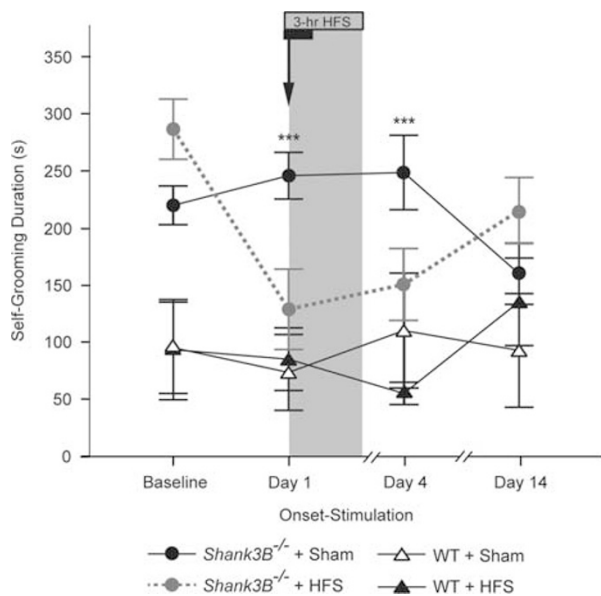 3-hr HFS
350
300
250
200
150
100
50
0
Self-Grooming Duration (s)
***
***
Baseline
Day 1
Day 4
Day 14
Onset-Stimulation
Shank3B-/- + Sham
WT + Sham
Shank3B-/- + HFS
WT + HFS